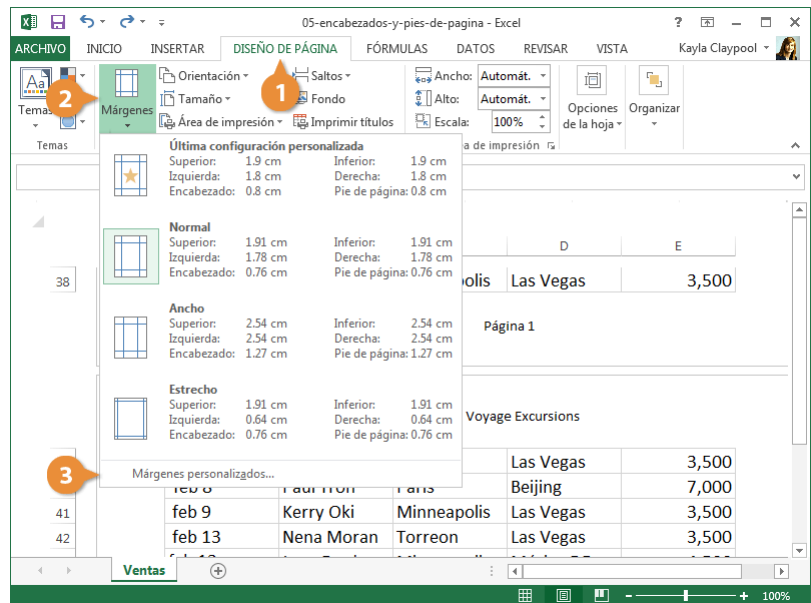 05-encabezados-y-pies-de-pagina - Excel
ARCHIVO INICIO INSERTAR DISEÑO DE PÁGINA FÓRMULAS DATOS REVISAR VISTA Kayla Claypool
Temas
Márgenes
Orientación
Tamaño
Área de impresión
Saltos
Fondo
Imprimir títulos
Ancho: Automát.
Alto: Automát.
Escala: 100%
Opciones de la hoja
Organizar
Temas
de impresión
1
2
Última configuración personalizada
Superior: 1.9 cm Inferior: 1.9 cm
Izquierda: 1.8 cm Derecha: 1.8 cm
Encabezado: 0.8 cm Pie de página: 0.8 cm
Normal
Superior: 1.91 cm Inferior: 1.91 cm
Izquierda: 1.78 cm Derecha: 1.78 cm
Encabezado: 0.76 cm Pie de página: 0.76 cm
Ancho
Superior: 2.54 cm Inferior: 2.54 cm
Izquierda: 2.54 cm Derecha: 2.54 cm
Encabezado: 1.27 cm Pie de página: 1.27 cm
Estrecho
Superior: 1.91 cm Inferior: 1.91 cm
Izquierda: 0.64 cm Derecha: 0.64 cm
Encabezado: 0.76 cm Pie de página: 0.76 cm
3
Márgenes personalizados...
D E
38 olis Las Vegas 3,500
Página 1
Voyage Excursions
Las Vegas 3,500
feb 8 Paul Tron Paris Beijing 7,000
41 feb 9 Kerry Oki Minneapolis Las Vegas 3,500
42 feb 13 Nena Moran Torreon Las Vegas 3,500
Ventas
100%